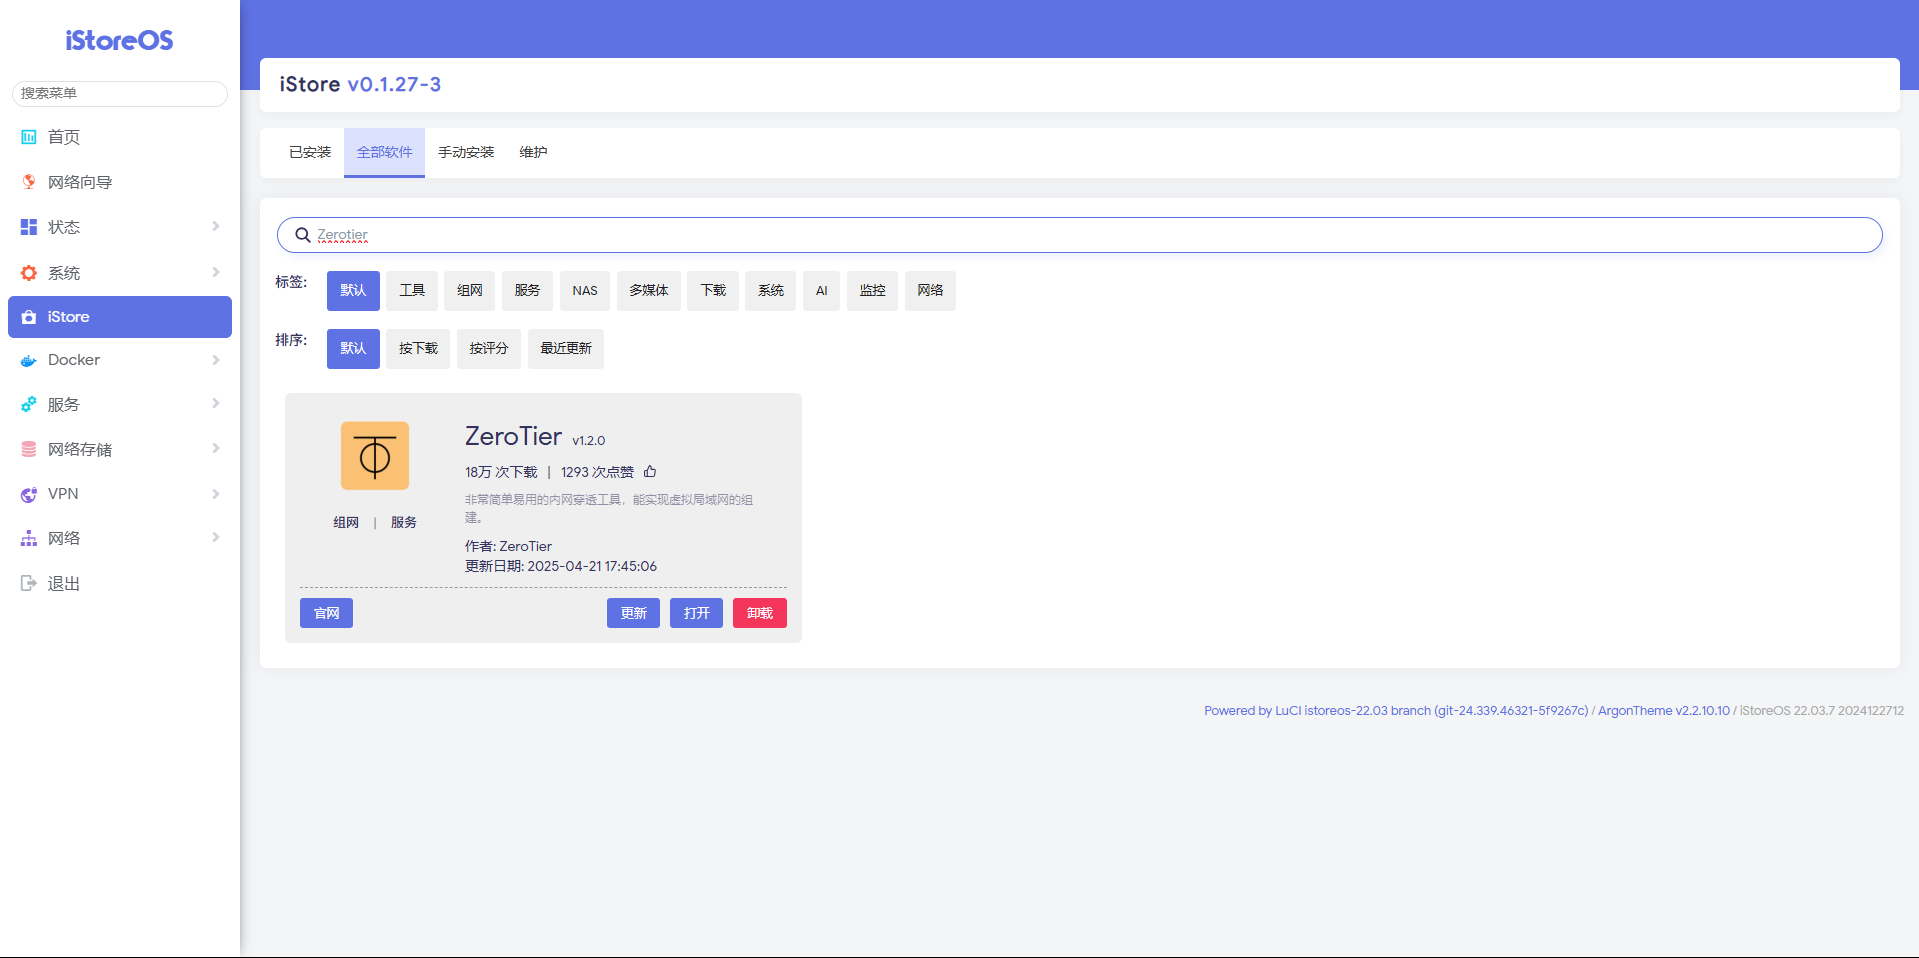 iStoreOS
搜索菜单
首页
网络向导
状态
系统
iStore
Docker
服务
网络存储
VPN
网络
退出
iStore v0.1.27-3
已安装 全部软件 手动安装 维护
Zerotier
标签: 默认 工具 组网 服务 NAS 多媒体 下载 系统 AI 监控 网络
排序: 默认 按下载 按评分 最近更新
ZeroTier v1.2.0
18万 次下载 | 1293 次点赞
非常简单易用的内网穿透工具，能实现虚拟局域网的组
建。
组网 | 服务
作者: ZeroTier
更新日期: 2025-04-21 17:45:06
官网 更新 打开 卸载
Powered by LuCI istoreos-22.03 branch (git-24.339.46321-5f9267c) / ArgonTheme v2.2.10.10 / iStoreOS 22.03.7 2024122712